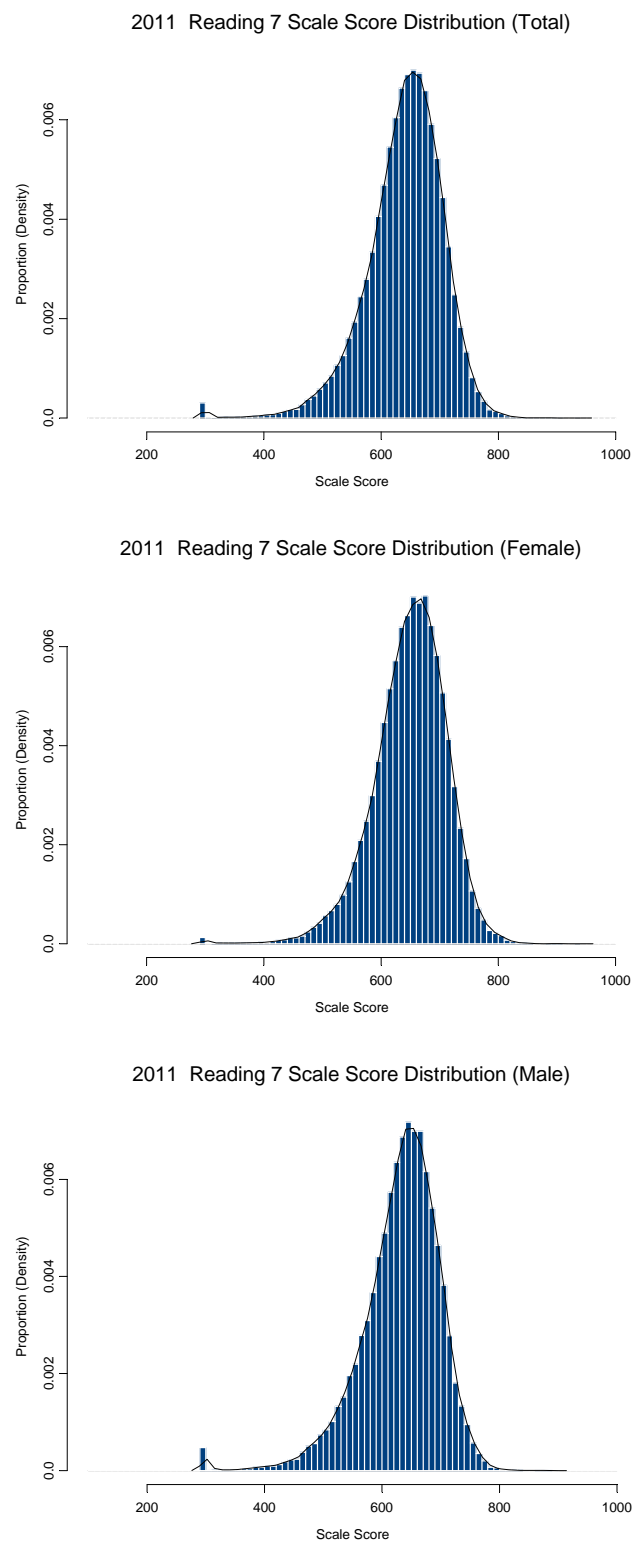 2011 Reading 7 Scale Score Distribution (Total)
Proportion (Density)
0.006
0.004
0.002
0.0
200 400 600 800 1000
Scale Score
2011 Reading 7 Scale Score Distribution (Female)
Proportion (Density)
0.006
0.004
0.002
0.0
200 400 600 800 1000
Scale Score
2011 Reading 7 Scale Score Distribution (Male)
Proportion (Density)
0.006
0.004
0.002
0.0
200 400 600 800 1000
Scale Score